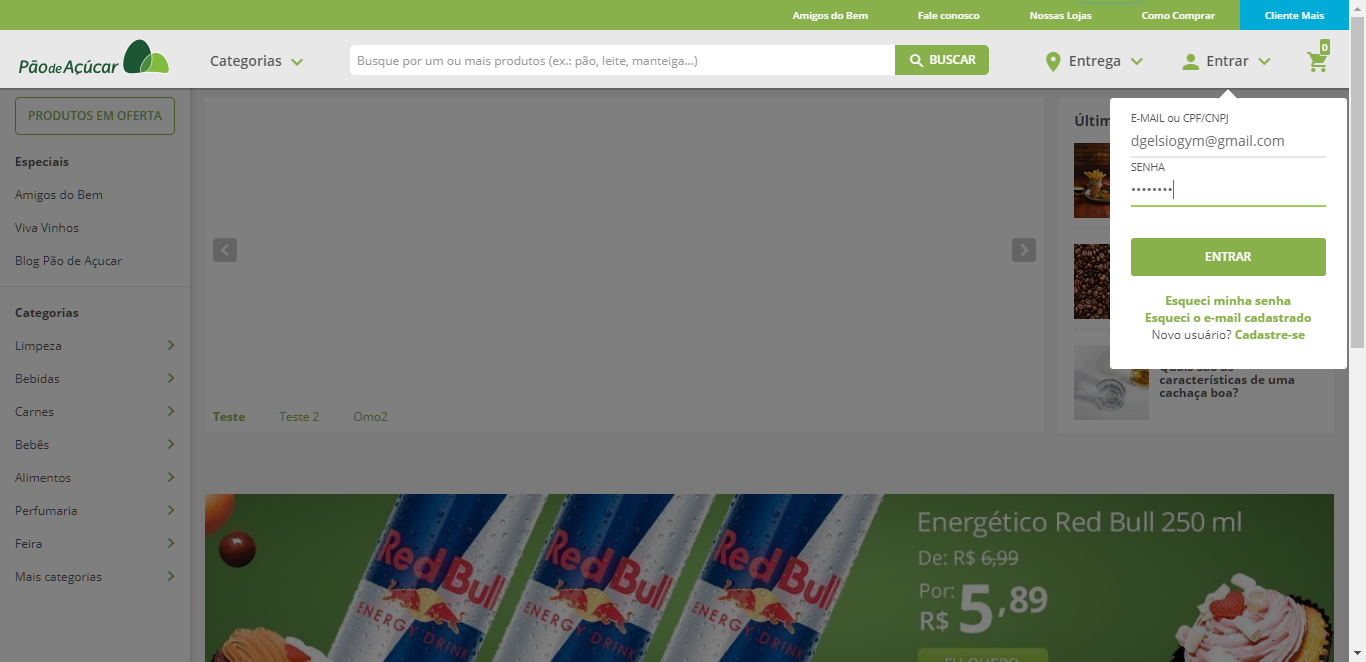 Amigos do Bem
Fale conosco
Nossas Lojas
Como Comprar
Cliente Mais
PãodeAçúcar
Categorias
Busque por um ou mais produtos (ex.: pão, leite, manteiga...)
BUSCAR
Entrega
Entrar
0
PRODUTOS EM OFERTA
Especiais
Amigos do Bem
Viva Vinhos
Blog Pão de Açucar
Categorias
Limpeza
Bebidas
Carnes
Bebês
Alimentos
Perfumaria
Feira
Mais categorias
Teste Teste 2 Omo2
E-MAIL ou CPF/CNPJ
dgelsiogym@gmail.com
SENHA
••••••••
ENTRAR
Esqueci minha senha
Esqueci o e-mail cadastrado
Novo usuário? Cadastre-se
características de uma
cachaça boa?
Red Bull
ENERGY DRINK
Red Bull
ENERGY DRINK
Red Bull
ENERGY DRINK
Energético Red Bull 250 ml
De: R$ 6,99
Por:
R$ 5,89